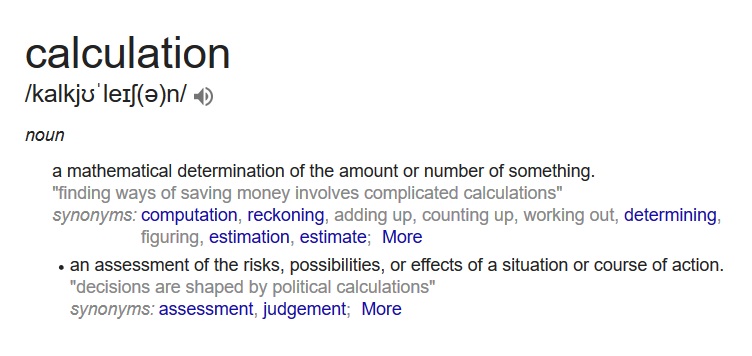 calculation
/kalkjʊˈleɪʃ(ə)n/
noun
a mathematical determination of the amount or number of something.
"finding ways of saving money involves complicated calculations"
synonyms: computation, reckoning, adding up, counting up, working out, determining,
figuring, estimation, estimate; More
• an assessment of the risks, possibilities, or effects of a situation or course of action.
"decisions are shaped by political calculations"
synonyms: assessment, judgement; More